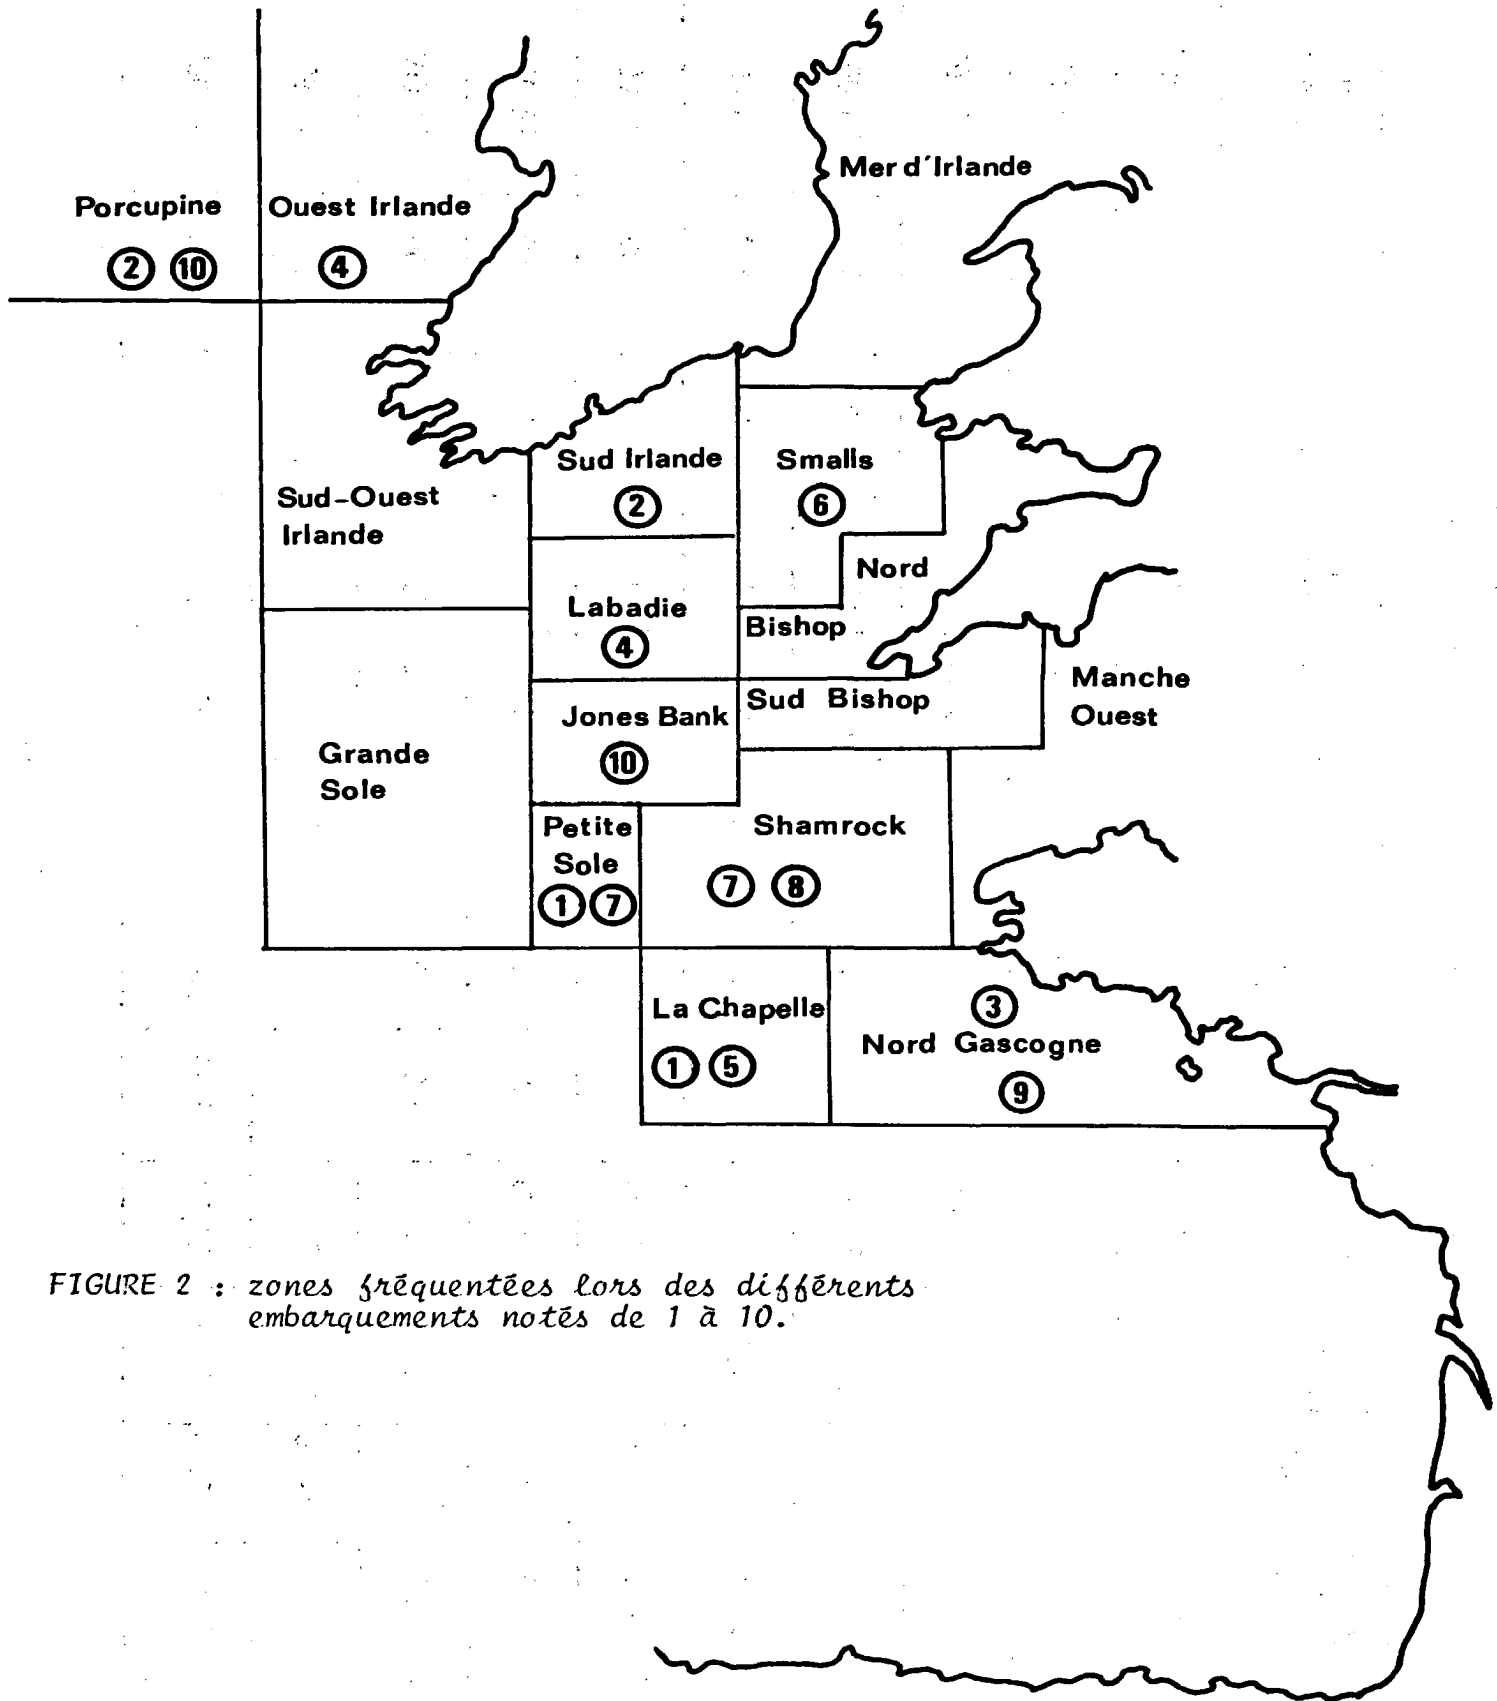 Mer d'Irlande
Porcupine
Ouest Irlande
2 10
4
Sud Irlande
2
Smalls
6
Sud-Ouest
Irlande
Nord
Labadie
4
Bishop
Sud Bishop
Manche
Ouest
Jones Bank
10
Grande
Sole
Petite
Sole
1 7
Shamrock
7 8
La Chapelle
1 5
3
Nord Gascogne
9
FIGURE 2 : zones fréquentées lors des différents
embarquements notés de 1 à 10.